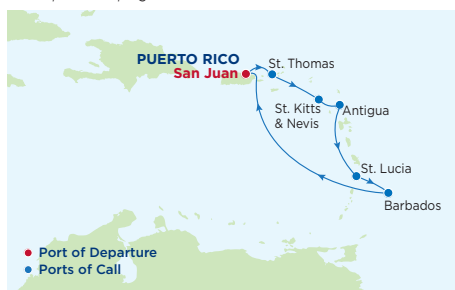 PUERTO RICO
San Juan
St. Thomas
St. Kitts
& Nevis
Antigua
St. Lucia
Barbados
Port of Departure
Ports of Call